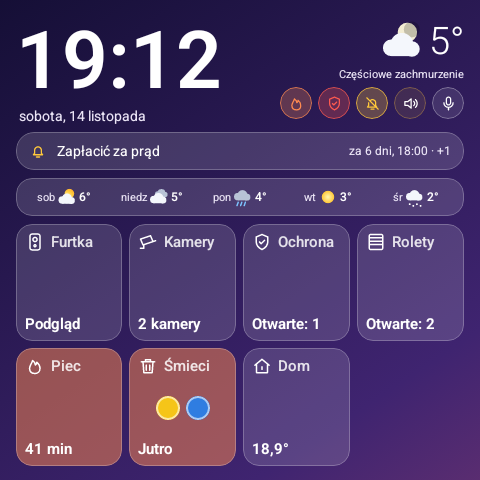 19:12
5°
Częściowe zachmurzenie
sobota, 14 listopada
Zapłacić za prąd
za 6 dni, 18:00 · +1
sob 6° niedz 5° pon 4° wt 3° śr 2°
Furtka Kamery Ochrona Rolety
Podgląd 2 kamery Otwarte: 1 Otwarte: 2
Piec Śmieci Dom
41 min Jutro 18,9°